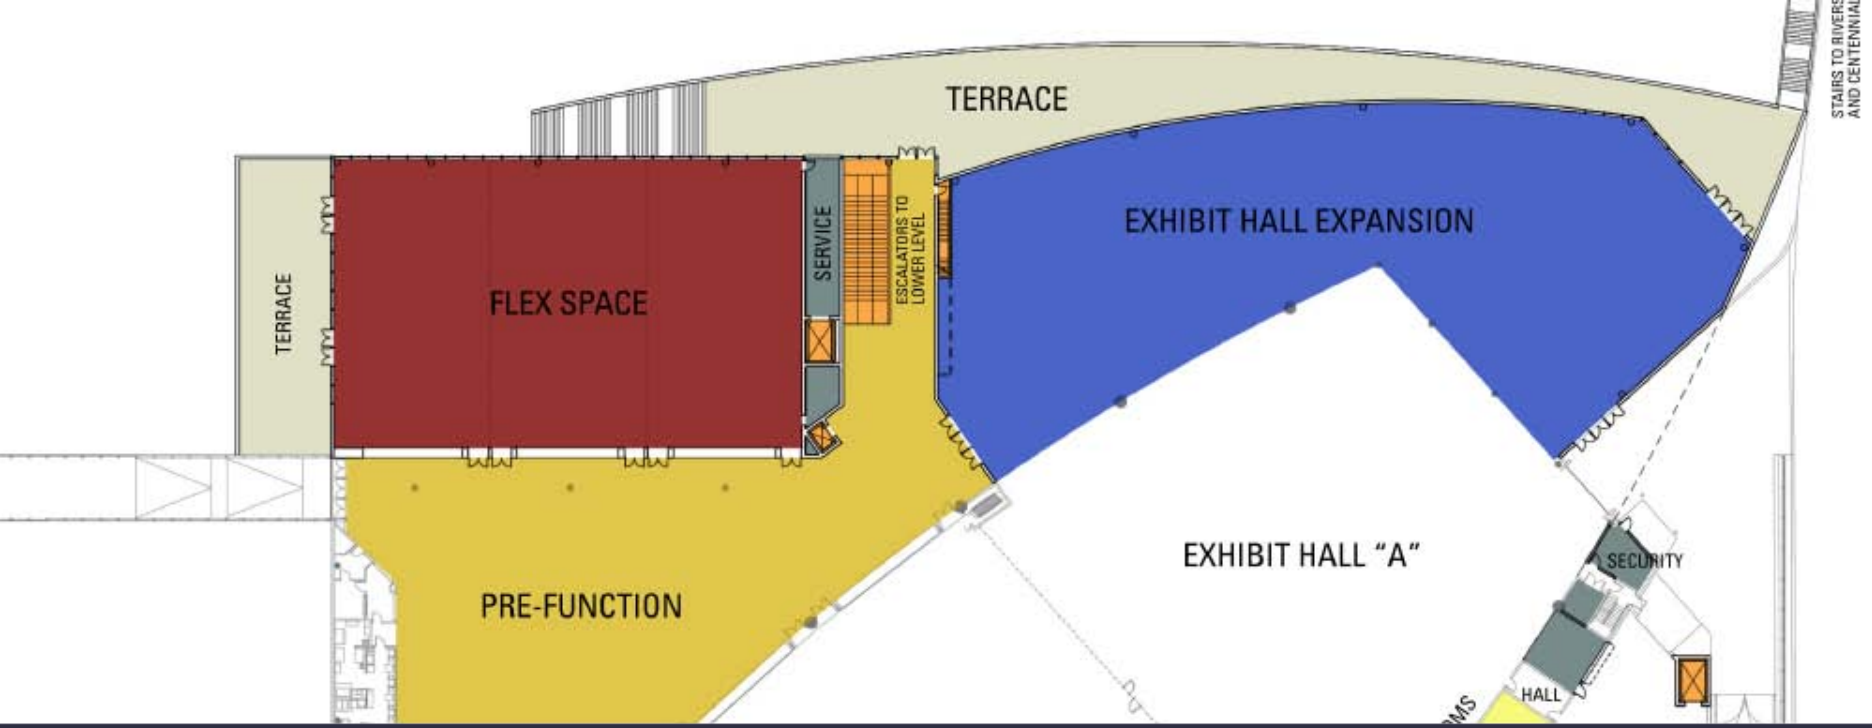 STAIRS TO RIVERS
AND CENTENNIAL
TERRACE
EXHIBIT HALL EXPANSION
SERVICE
ESCALATORS TO
LOWER LEVEL
FLEX SPACE
TERRACE
EXHIBIT HALL “A”
SECURITY
PRE-FUNCTION
HALL
OMS